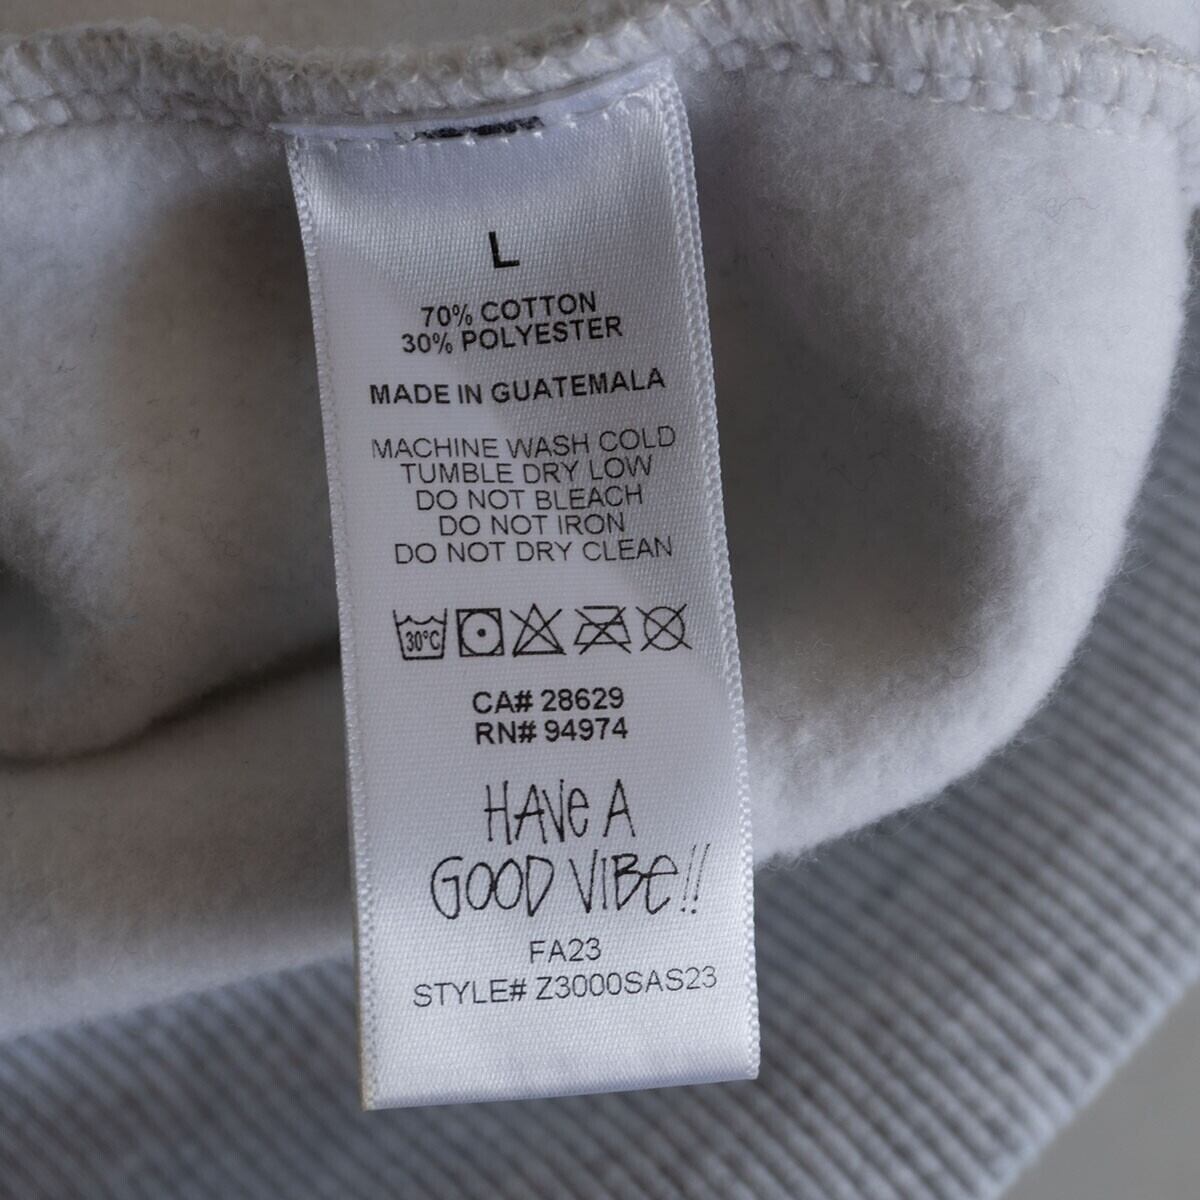 L
70% COTTON
30% POLYESTER
MADE IN GUATEMALA
MACHINE WASH COLD
TUMBLE DRY LOW
DO NOT BLEACH
DO NOT IRON
DO NOT DRY CLEAN
30°C
CA# 28629
RN# 94974
HAVe A
GOOD VIBe!!
FA23
STYLE# Z3000SAS23